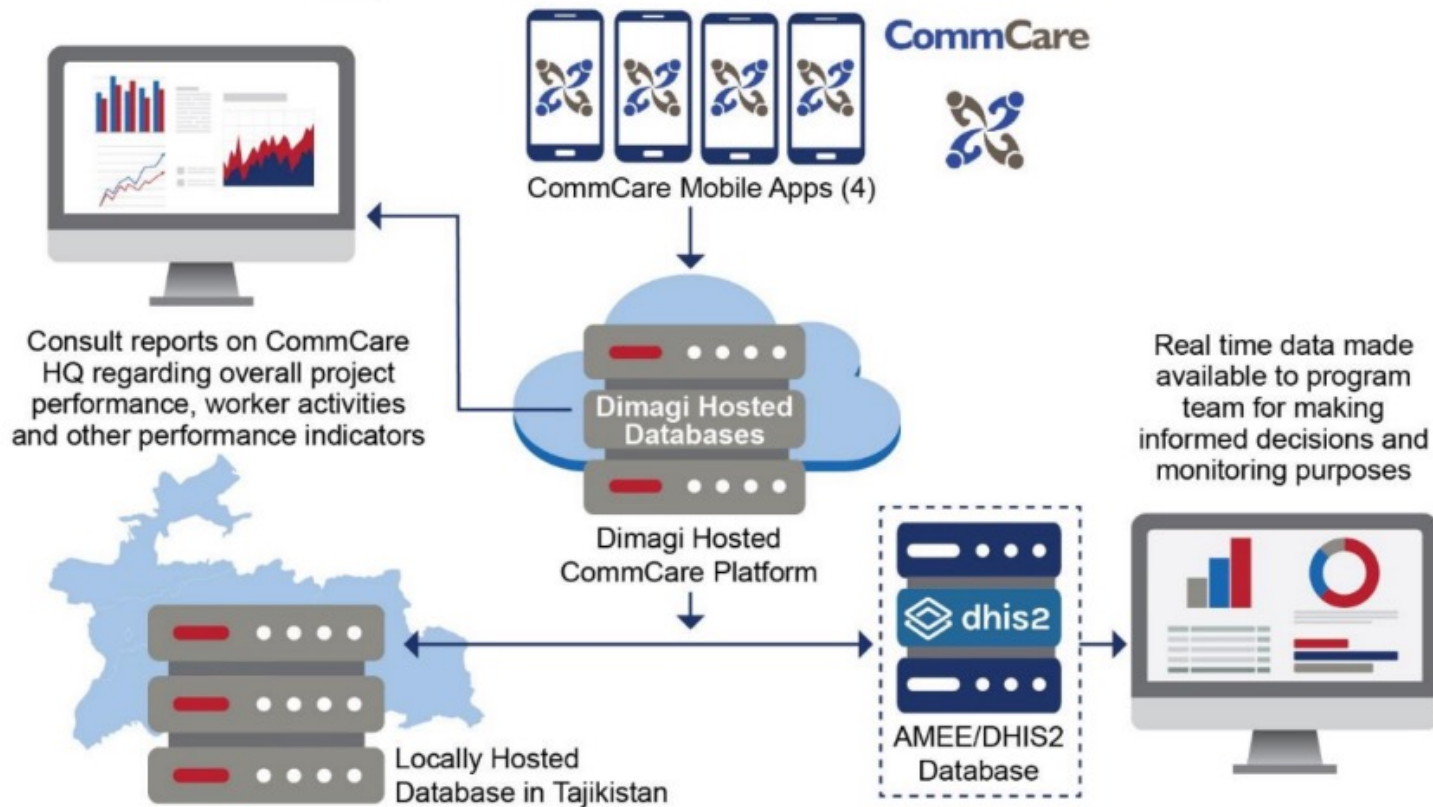 CommCare
CommCare Mobile Apps (4)
Consult reports on CommCare
HQ regarding overall project
performance, worker activities
and other performance indicators
Dimagi Hosted
Databases
Dimagi Hosted
CommCare Platform
Real time data made
available to program
team for making
informed decisions and
monitoring purposes
dhis2
AMEE/DHIS2
Database
Locally Hosted
Database in Tajikistan